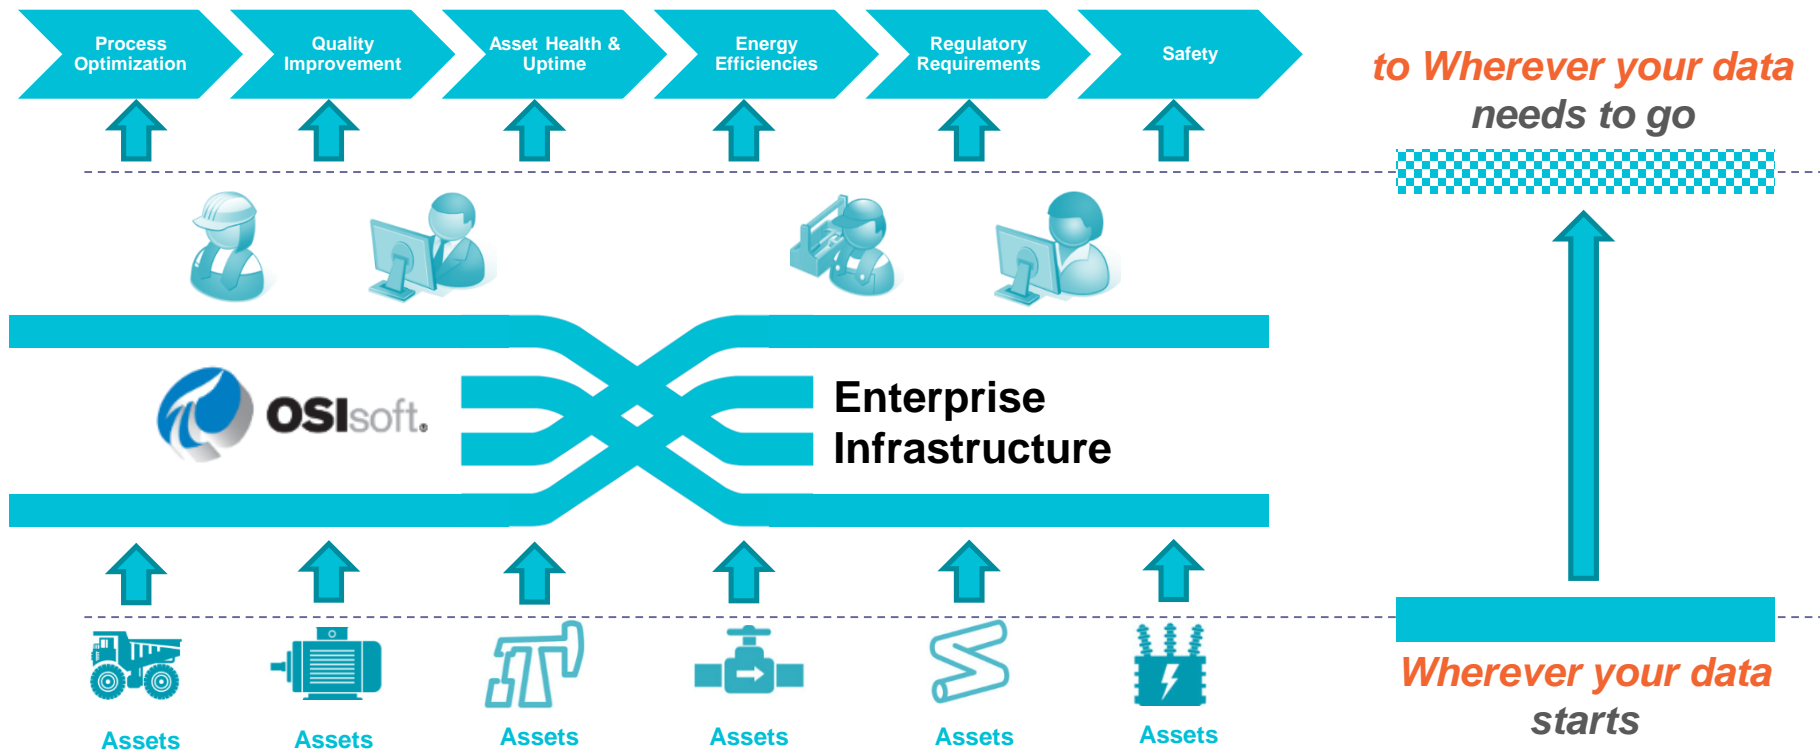 Process
Optimization
Quality
Improvement
Asset Health &
Uptime
Energy
Efficiencies
Regulatory
Requirements
Safety
to Wherever your data
needs to go
OSIsoft®
Enterprise
Infrastructure
Wherever your data
starts
Assets
Assets
Assets
Assets
Assets
Assets